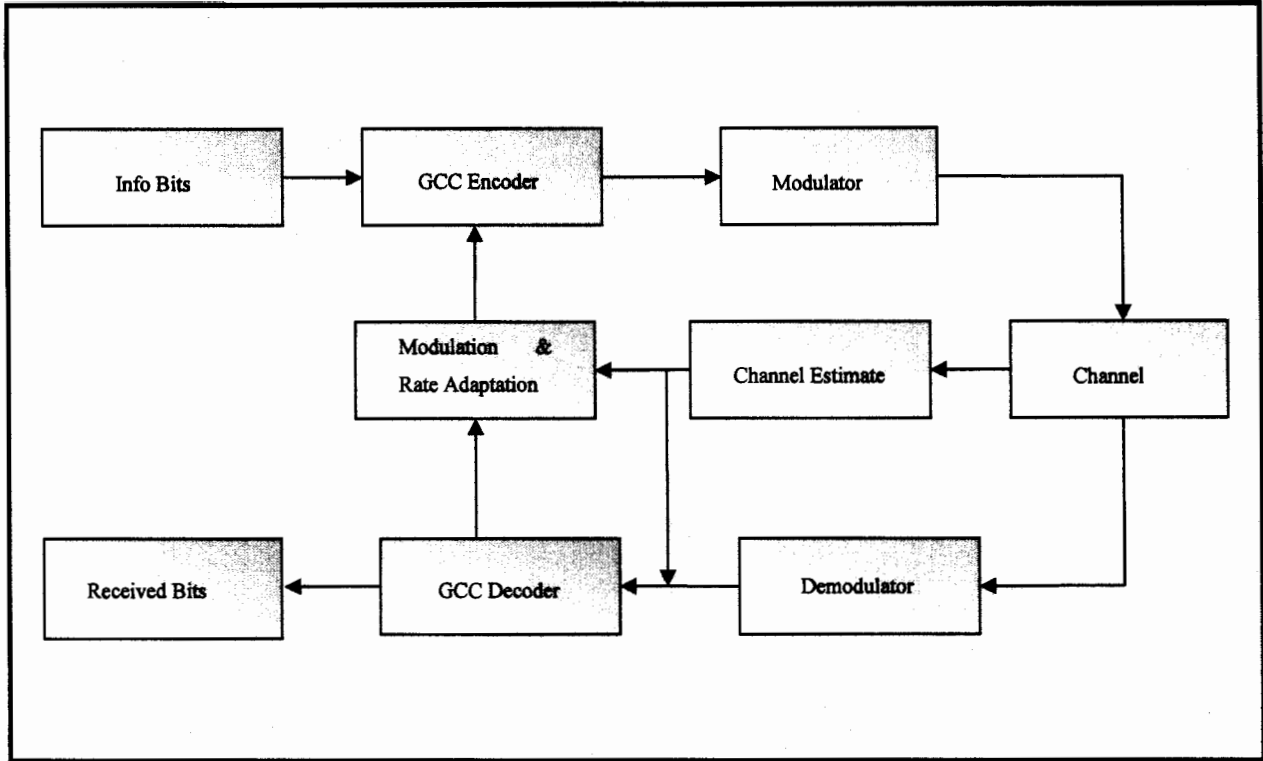 Info Bits
GCC Encoder
Modulator
Modulation &
Rate Adaptation
Channel Estimate
Channel
Received Bits
GCC Decoder
Demodulator